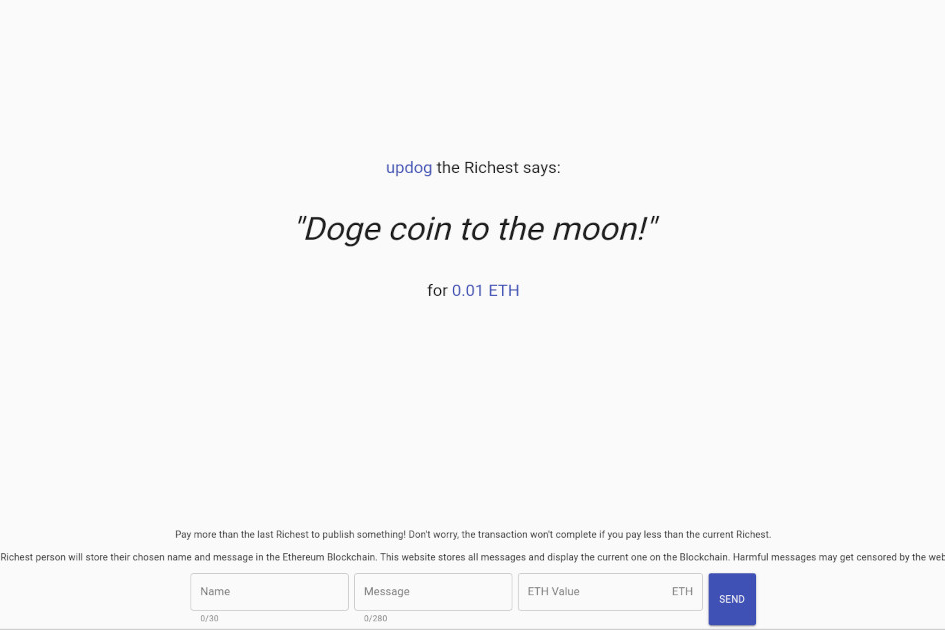 updog the Richest says:
"Doge coin to the moon!"
for 0.01 ETH
Pay more than the last Richest to publish something! Don't worry, the transaction won't complete if you pay less than the current Richest.
Richest person will store their chosen name and message in the Ethereum Blockchain. This website stores all messages and display the current one on the Blockchain. Harmful messages may get censored by the web
Name Message ETH Value ETH SEND
0/30 0/280